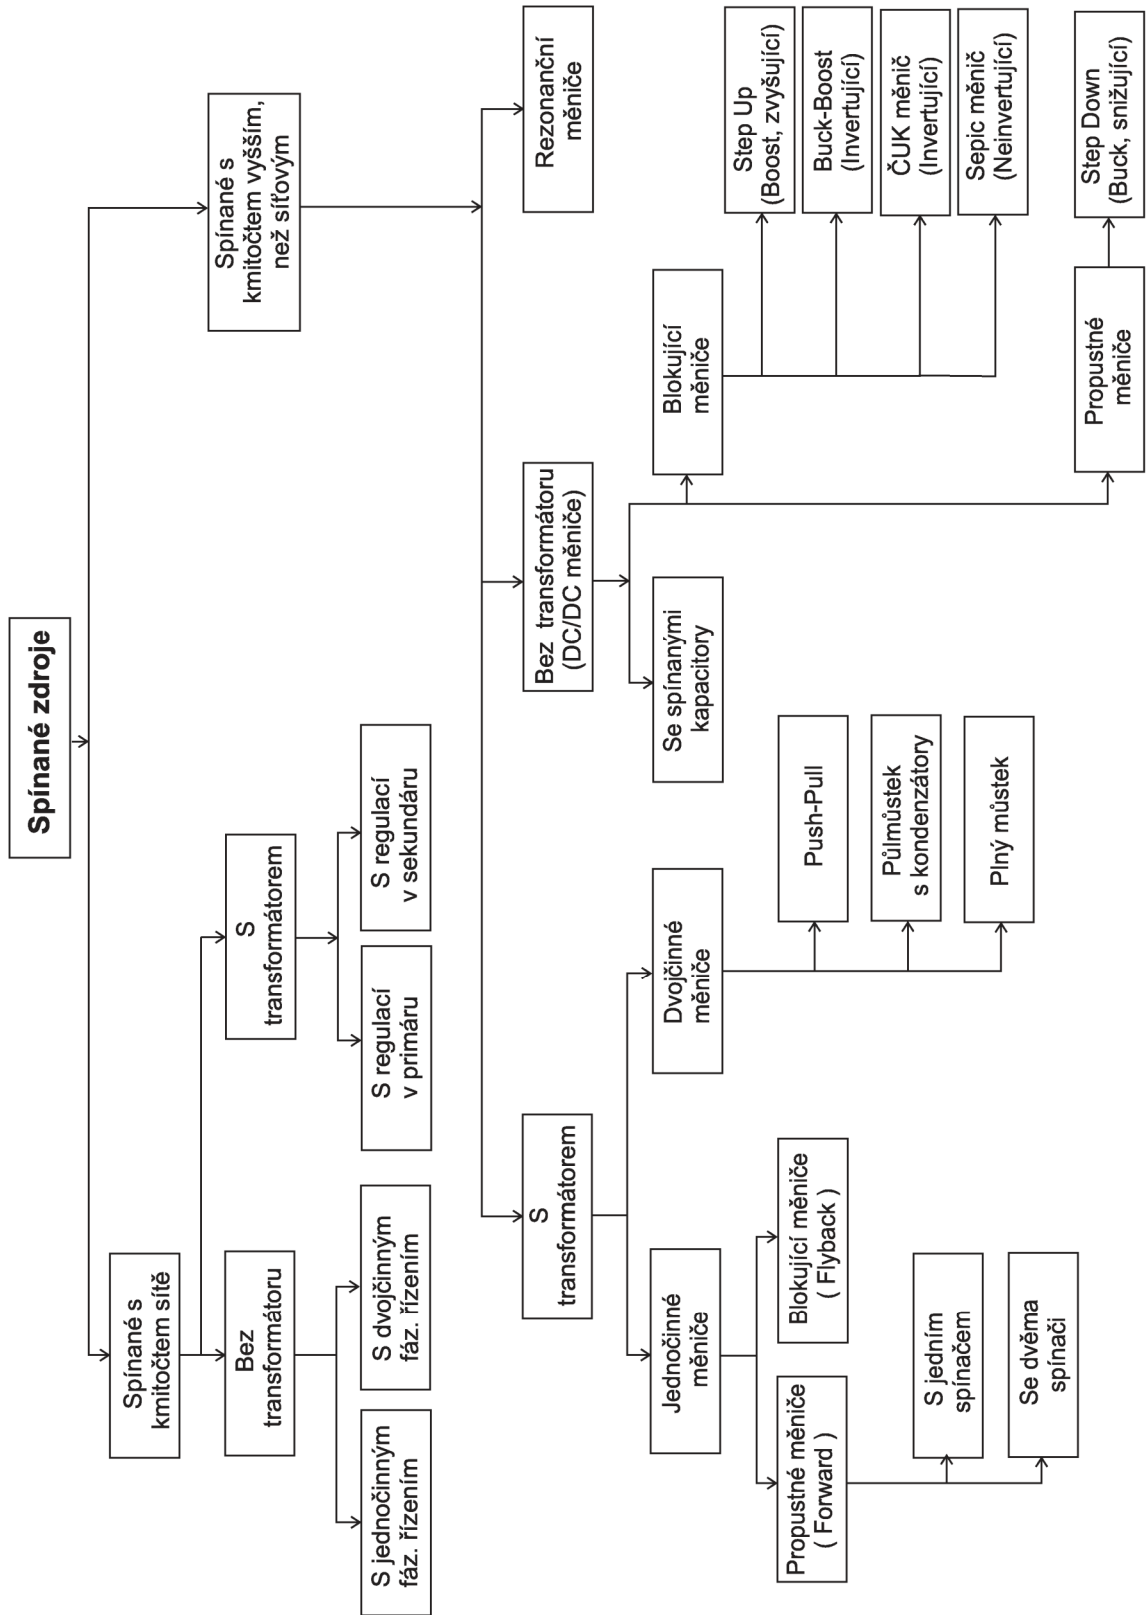 Spínané zdroje
Spínané s
kmitočtem sítě
Spínané s
kmitočtem vyšším,
než síťovým
Bez
transformátoru
S
transformátorem
S jednočinným
fáz. řízením
S dvojčinným
fáz. řízením
S regulací
v primáru
S regulací
v sekundáru
S
transformátorem
Bez transformátoru
(DC/DC měniče)
Rezonanční
měniče
Jednočinné
měniče
Dvojčinné
měniče
Se spínanými
kapacitory
Blokující
měniče
Propustné měniče
( Forward )
Blokující měniče
( Flyback )
Push-Pull
Půlmůstek
s kondenzátory
Plný můstek
Step Up
(Boost, zvyšující)
Buck-Boost
(Invertující)
ČUK měnič
(Invertující)
Sepic měnič
(Neinvertující)
S jedním
spínačem
Se dvěma
spínači
Propustné
měniče
Step Down
(Buck, snižující)